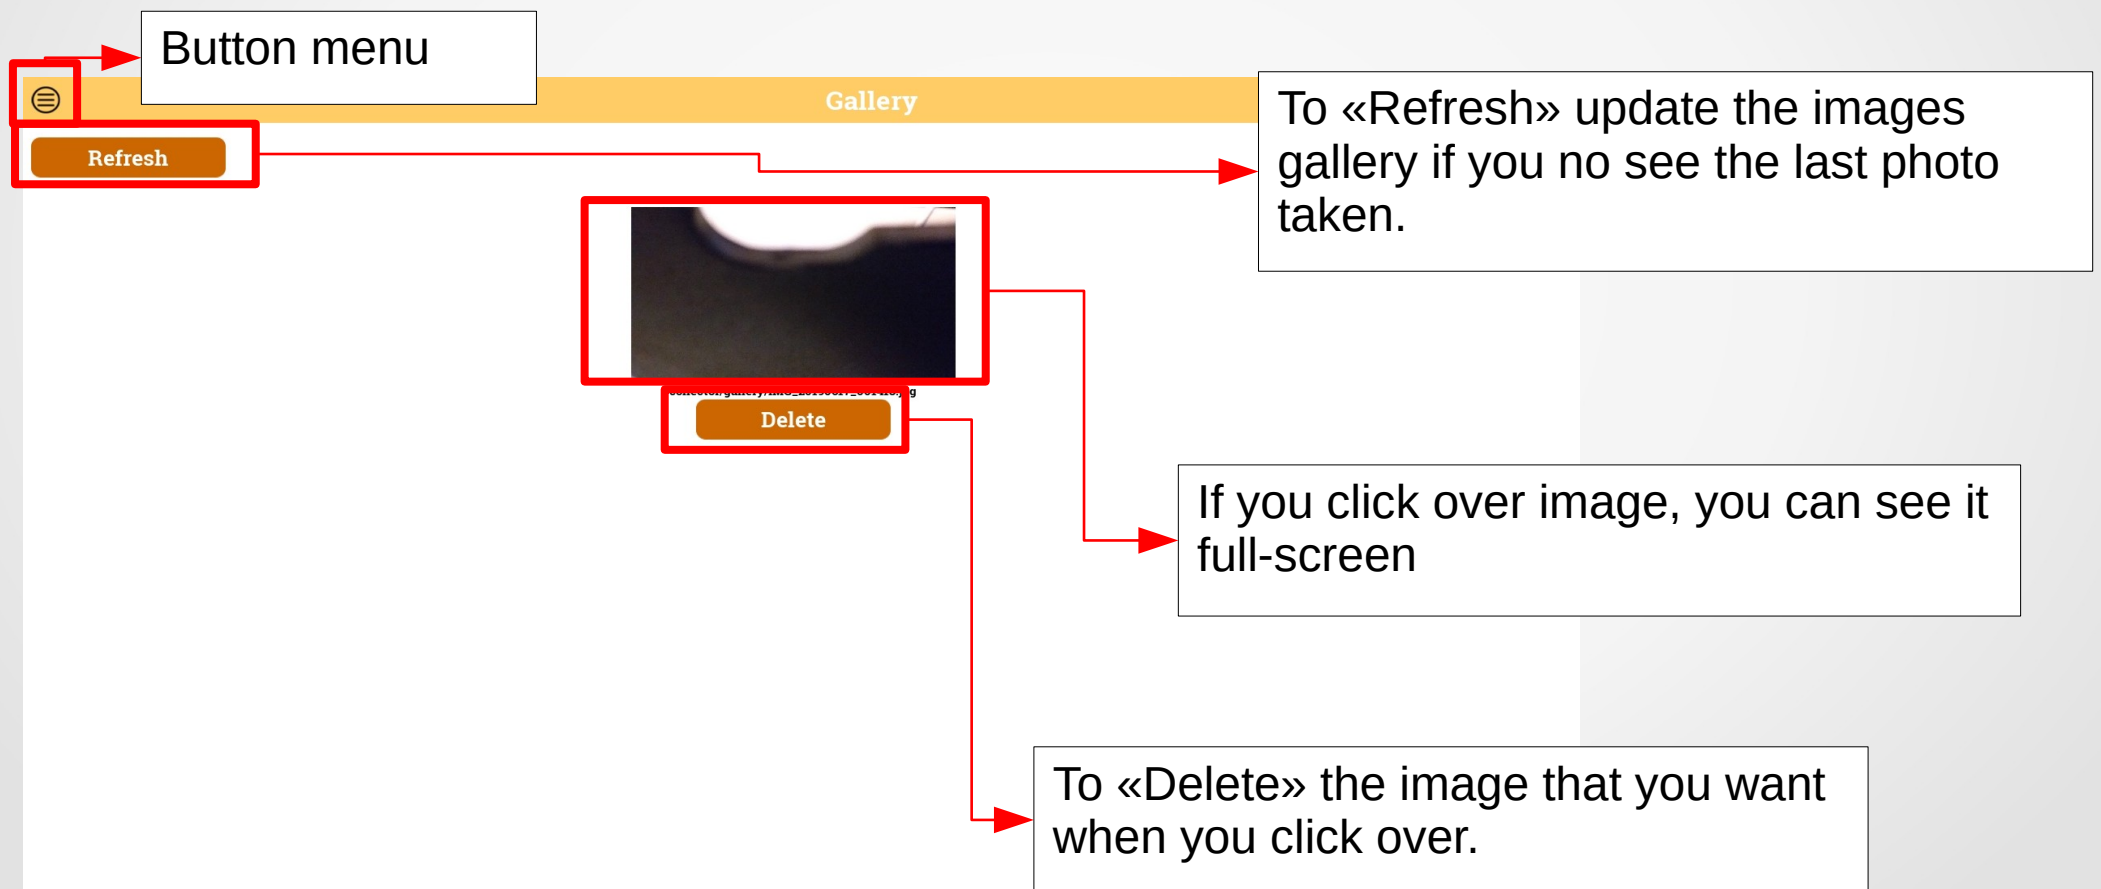 Button menu
Gallery
Refresh
To «Refresh» update the images
gallery if you no see the last photo
taken.
Delete
If you click over image, you can see it
full-screen
To «Delete» the image that you want
when you click over.